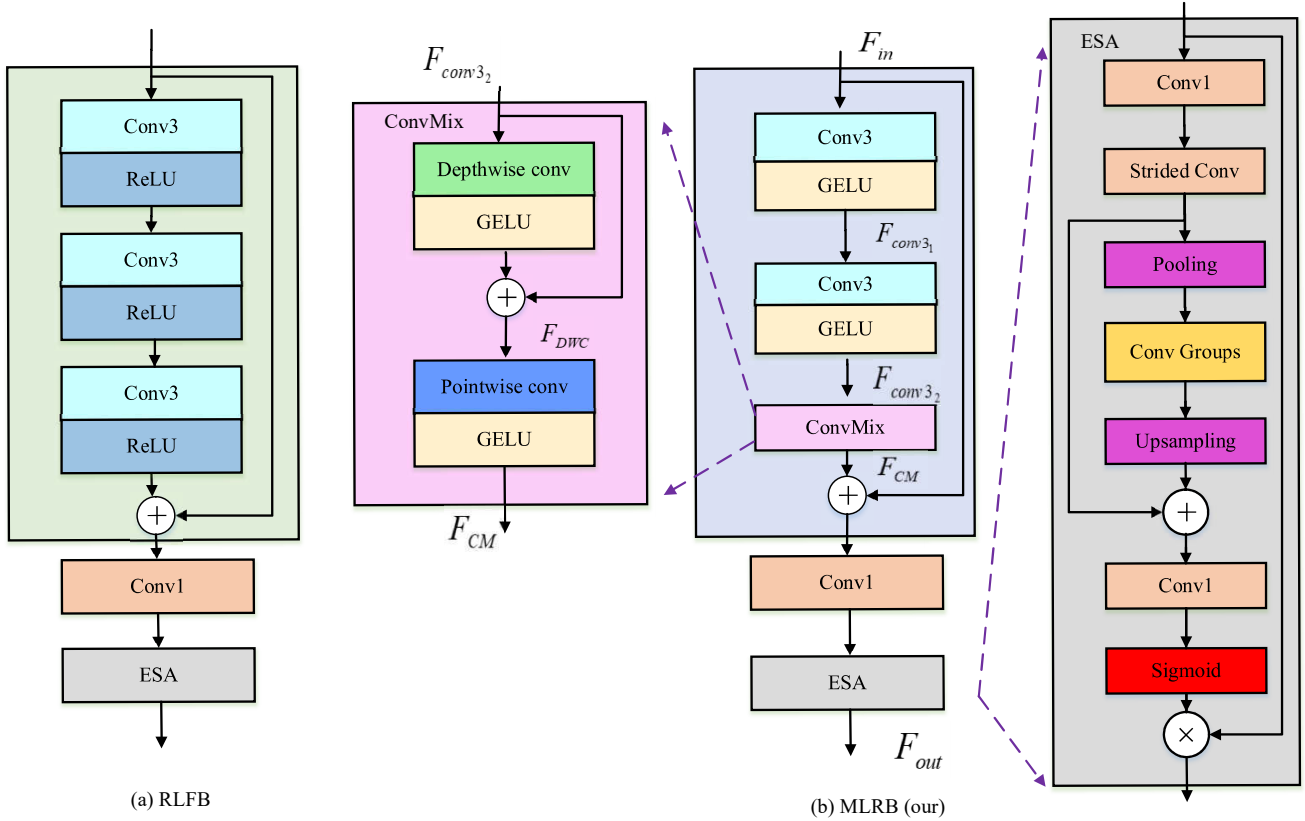 Conv3
ReLU
Conv3
ReLU
Conv3
ReLU
+
Conv1
ESA
(a) RLFB
F_{conv3_2}
ConvMix
Depthwise conv
GELU
+
F_{DWC}
Pointwise conv
GELU
F_{CM}
F_{in}
Conv3
GELU
F_{conv3_1}
Conv3
GELU
F_{conv3_2}
ConvMix
F_{CM}
+
Conv1
ESA
F_{out}
(b) MLRB (our)
ESA
Conv1
Strided Conv
Pooling
Conv Groups
Upsampling
+
Conv1
Sigmoid
×